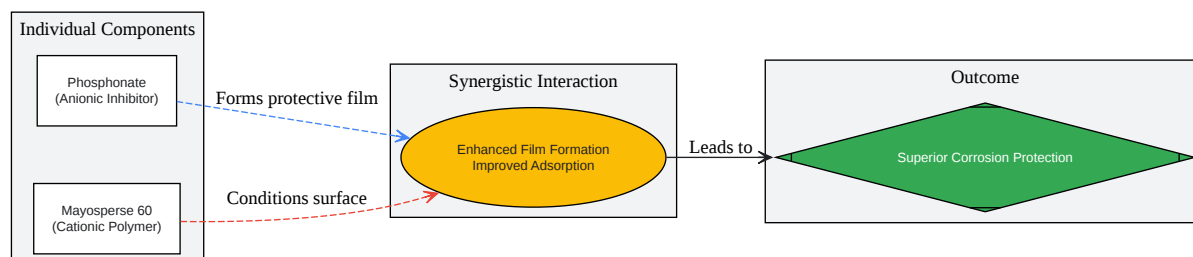 Individual Components
Phosphonate
(Anionic Inhibitor)
Mayosperse 60
(Cationic Polymer)
Forms protective film
Conditions surface
Synergistic Interaction
Enhanced Film Formation
Improved Adsorption
Leads to
Outcome
Superior Corrosion Protection